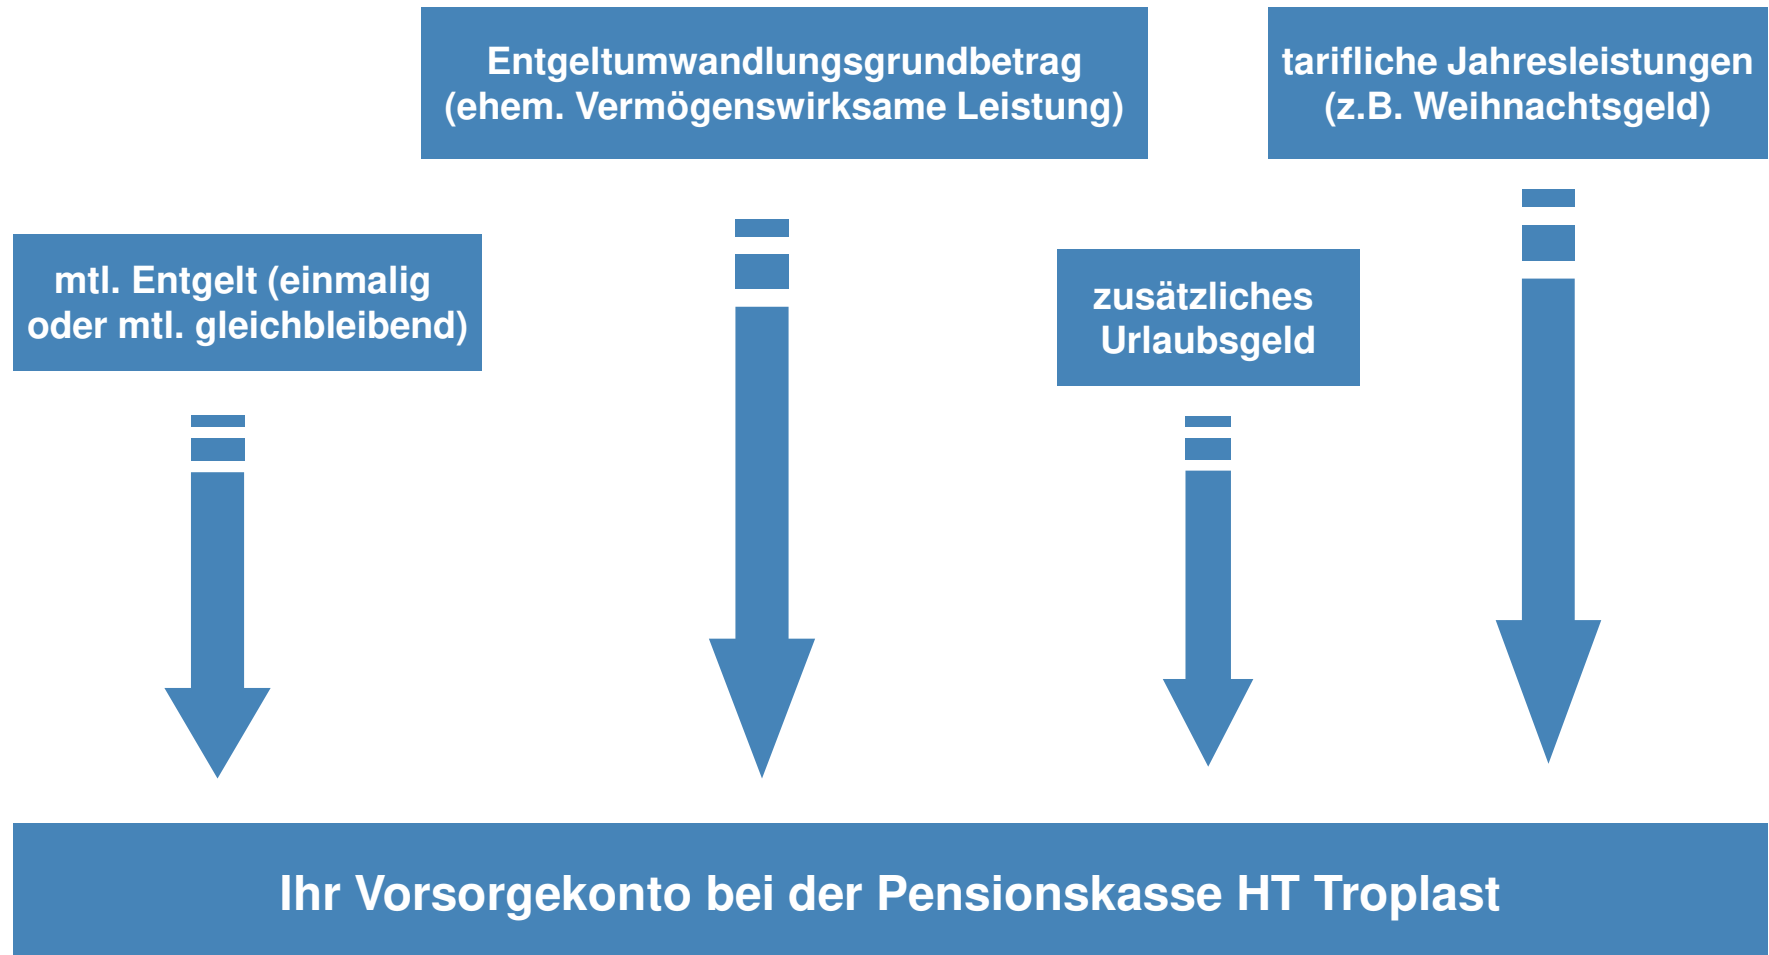 Entgeltumwandlungsgrundbetrag
(ehem. Vermögenswirksame Leistung)
tarifliche Jahresleistungen
(z.B. Weihnachtsgeld)
mtl. Entgelt (einmalig
oder mtl. gleichbleibend)
zusätzliches
Urlaubsgeld
Ihr Vorsorgekonto bei der Pensionskasse HT Troplast